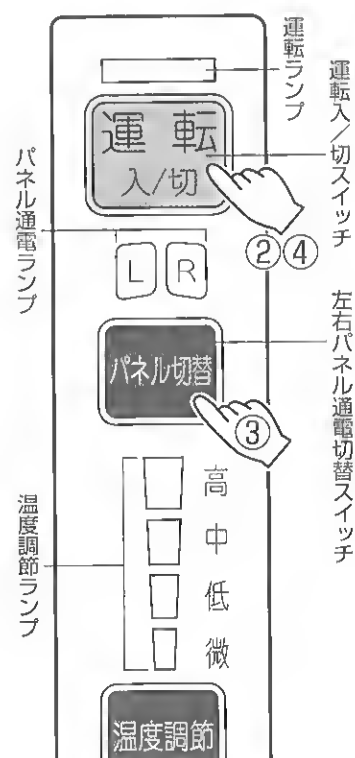 運転ランプ
運転入／切スイッチ
運転
入/切
②④
パネル通電ランプ
L R
左右パネル通電切替スイッチ
パネル切替
③
温度調節ランプ
高
中
低
微
温度調節